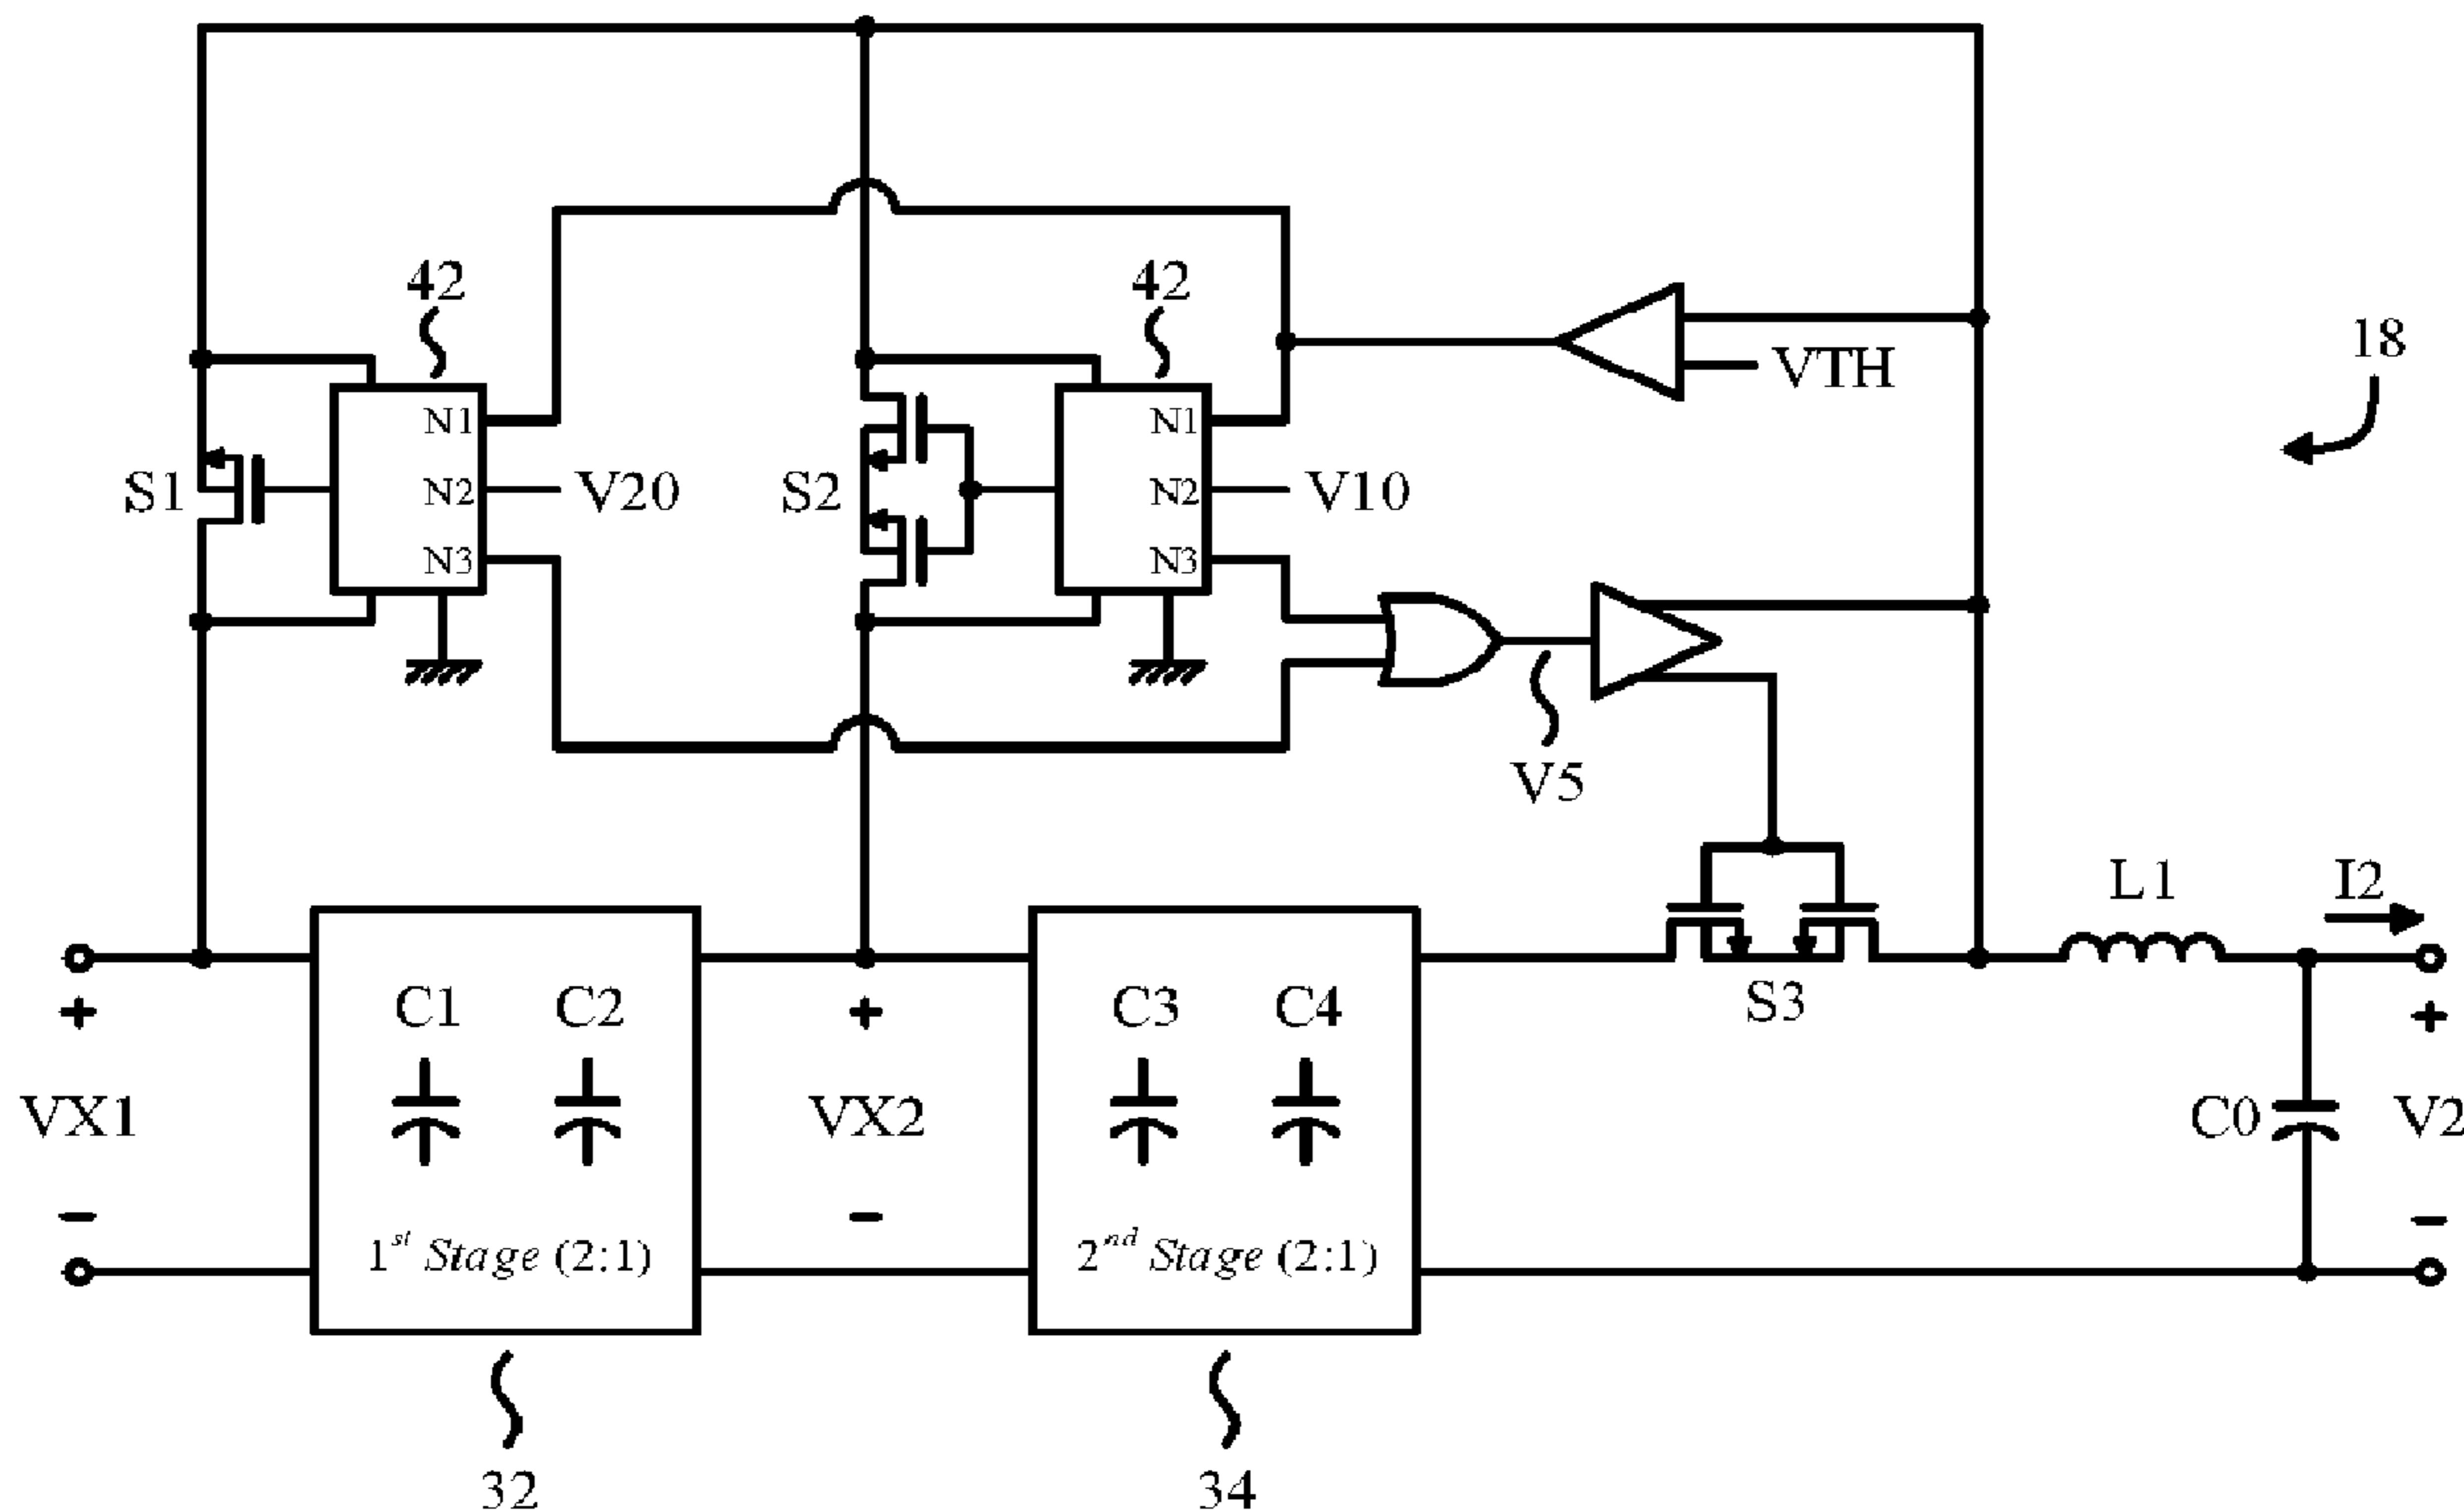 42
42
18
VTH
N1
N1
S1
N2
V20
S2
N2
V10
N3
N3
V5
L1
I2
S3
C1
C2
C3
C4
+
+
+
VX1
VX2
C0
V2
−
−
−
1st Stage (2:1)
2nd Stage (2:1)
32
34